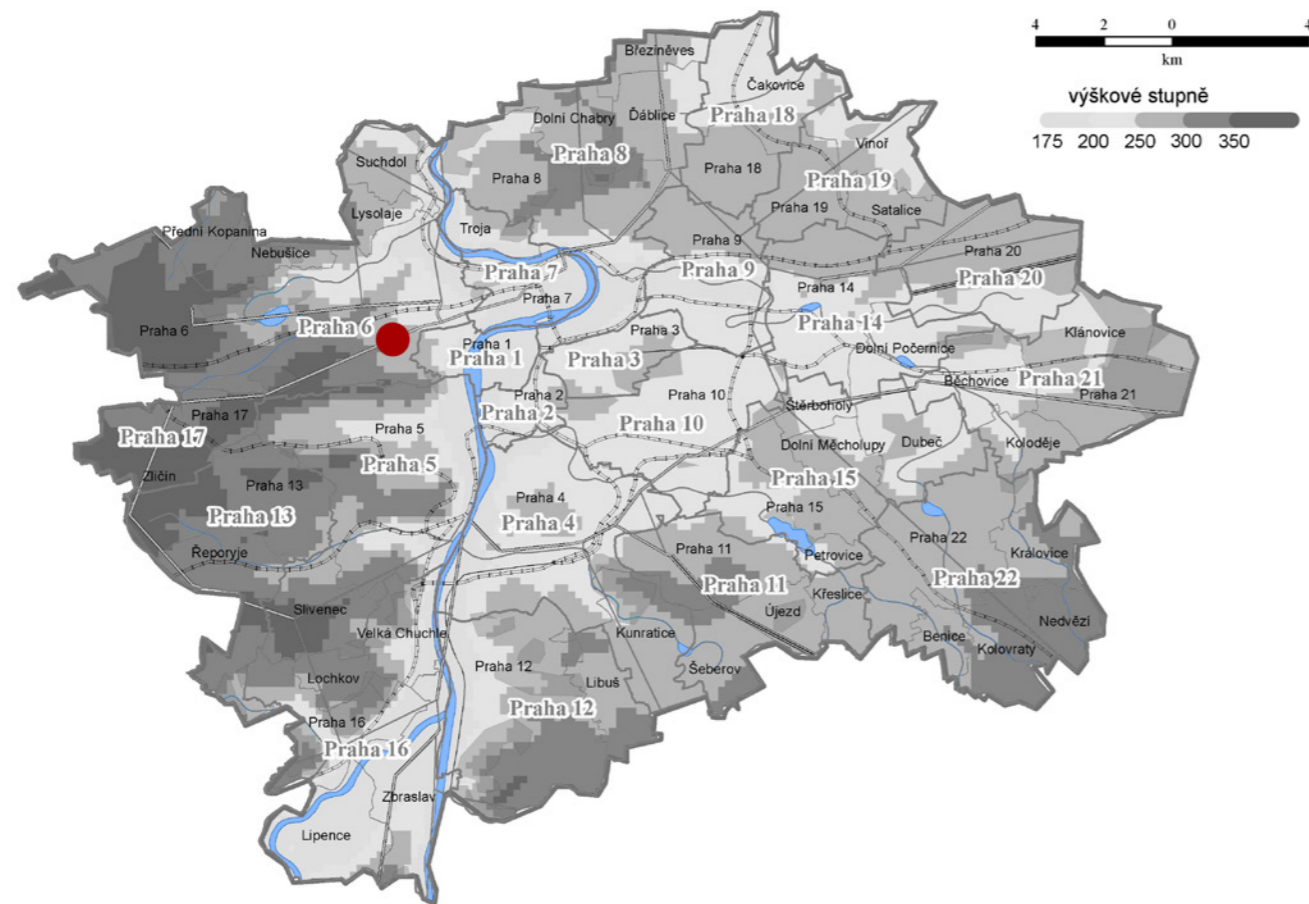 4 2 0 4
km
výškové stupně
175 200 250 300 350
Březiněves
Čakovice
Dolní Chabry
Ďáblice
Praha 18
Vinoř
Praha 8
Suchdol
Praha 8
Praha 18
Praha 19
Lysolaje
Praha 19
Satalice
Přední Kopanina
Troja
Nebušice
Praha 9
Praha 20
Praha 7
Praha 9
Praha 20
Praha 14
Praha 7
Praha 6
Praha 6
Praha 14
Praha 3
Klánovice
Praha 1
Praha 1
Praha 3
Dolní Počernice
Běchovice
Praha 21
Praha 2
Praha 10
Praha 21
Štěrboholy
Praha 17
Praha 2
Praha 5
Praha 10
Praha 17
Dolní Měcholupy
Dubeč
Koloděje
Praha 5
Zličín
Praha 15
Praha 13
Praha 4
Praha 15
Praha 13
Praha 4
Praha 22
Řeporyje
Praha 11
Petrovice
Královice
Praha 11
Praha 22
Křeslice
Slivenec
Újezd
Nedvězí
Velká Chuchle
Kunratice
Benice
Kolovraty
Praha 12
Šeberov
Lochkov
Libuš
Praha 12
Praha 16
Praha 16
Zbraslav
Lipence